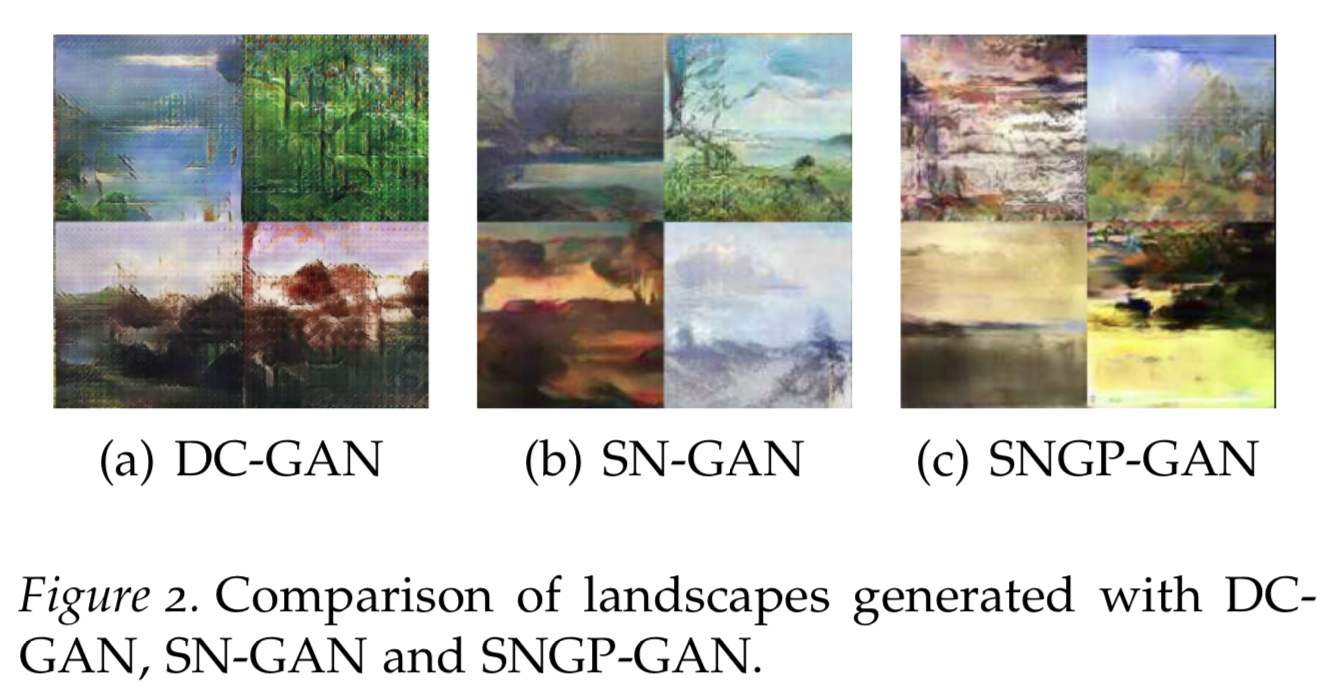 (a) DC-GAN
(b) SN-GAN
(c) SNGP-GAN
Figure 2. Comparison of landscapes generated with DC-
GAN, SN-GAN and SNGP-GAN.